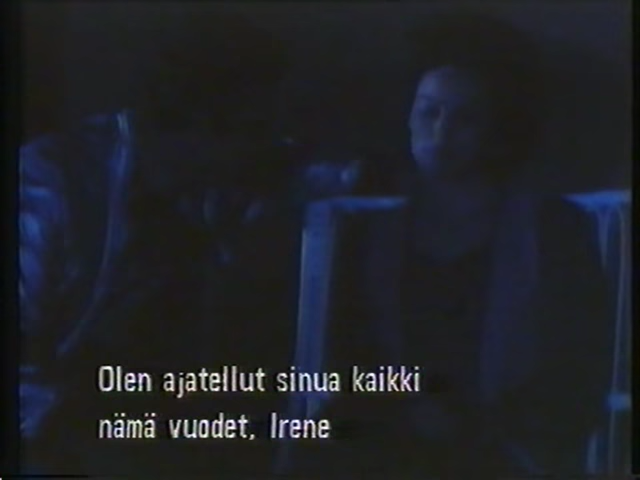 Olen ajatellut sinua kaikki
nämä vuodet, Irene